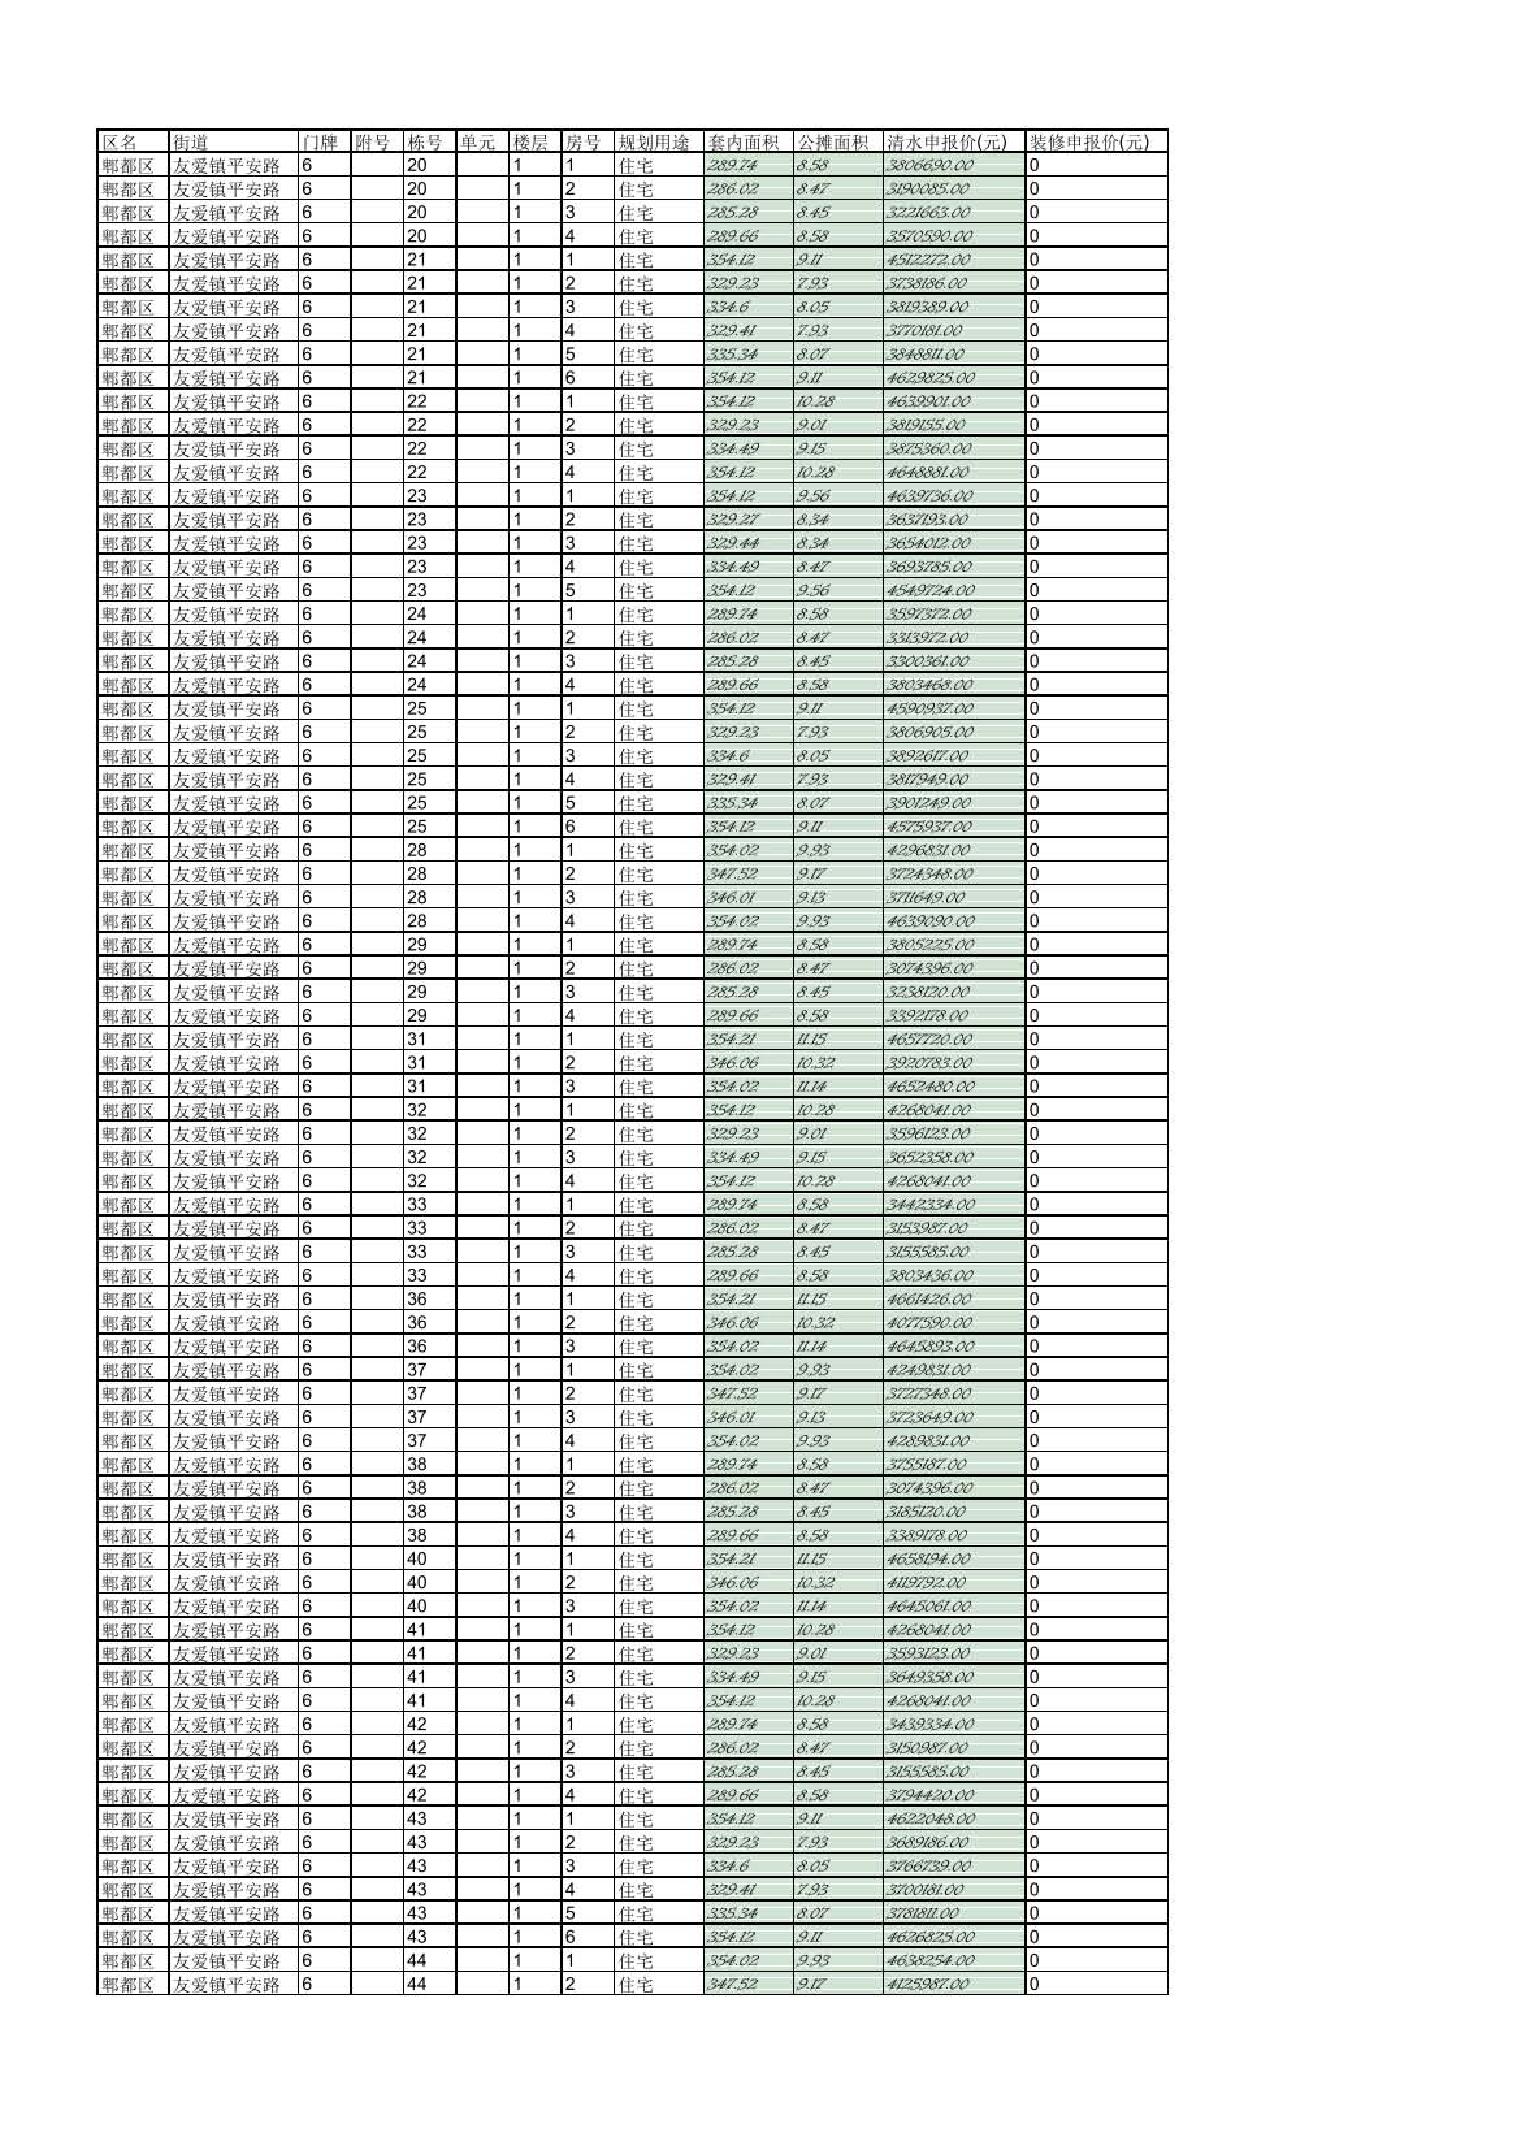 区名 街道 门牌 附号 栋号 单元 楼层 房号 规划用途 套内面积 公摊面积 清水申报价(元) 装修申报价(元)
郫都区 友爱镇平安路 6 20 1 1 住宅 289.74 8.58 3806690.00 0
郫都区 友爱镇平安路 6 20 1 2 住宅 286.02 8.47 3190085.00 0
郫都区 友爱镇平安路 6 20 1 3 住宅 285.28 8.45 3221663.00 0
郫都区 友爱镇平安路 6 20 1 4 住宅 289.66 8.58 3570590.00 0
郫都区 友爱镇平安路 6 21 1 1 住宅 354.12 9.11 4512272.00 0
郫都区 友爱镇平安路 6 21 1 2 住宅 329.23 7.93 3738186.00 0
郫都区 友爱镇平安路 6 21 1 3 住宅 334.6 8.05 3819389.00 0
郫都区 友爱镇平安路 6 21 1 4 住宅 329.41 7.93 3770181.00 0
郫都区 友爱镇平安路 6 21 1 5 住宅 335.34 8.07 3848811.00 0
郫都区 友爱镇平安路 6 21 1 6 住宅 354.12 9.11 4629825.00 0
郫都区 友爱镇平安路 6 22 1 1 住宅 354.12 10.28 4639901.00 0
郫都区 友爱镇平安路 6 22 1 2 住宅 329.23 9.01 3819155.00 0
郫都区 友爱镇平安路 6 22 1 3 住宅 334.49 9.15 3875360.00 0
郫都区 友爱镇平安路 6 22 1 4 住宅 354.12 10.28 4648881.00 0
郫都区 友爱镇平安路 6 23 1 1 住宅 354.12 9.56 4639736.00 0
郫都区 友爱镇平安路 6 23 1 2 住宅 329.27 8.34 3637193.00 0
郫都区 友爱镇平安路 6 23 1 3 住宅 329.44 8.34 3654012.00 0
郫都区 友爱镇平安路 6 23 1 4 住宅 334.49 8.47 3693785.00 0
郫都区 友爱镇平安路 6 23 1 5 住宅 354.12 9.56 4549724.00 0
郫都区 友爱镇平安路 6 24 1 1 住宅 289.74 8.58 3597372.00 0
郫都区 友爱镇平安路 6 24 1 2 住宅 286.02 8.47 3313972.00 0
郫都区 友爱镇平安路 6 24 1 3 住宅 285.28 8.45 3300361.00 0
郫都区 友爱镇平安路 6 24 1 4 住宅 289.66 8.58 3803468.00 0
郫都区 友爱镇平安路 6 25 1 1 住宅 354.12 9.11 4590937.00 0
郫都区 友爱镇平安路 6 25 1 2 住宅 329.23 7.93 3806905.00 0
郫都区 友爱镇平安路 6 25 1 3 住宅 334.6 8.05 3892617.00 0
郫都区 友爱镇平安路 6 25 1 4 住宅 329.41 7.93 3817949.00 0
郫都区 友爱镇平安路 6 25 1 5 住宅 335.34 8.07 3901249.00 0
郫都区 友爱镇平安路 6 25 1 6 住宅 354.12 9.11 4575937.00 0
郫都区 友爱镇平安路 6 28 1 1 住宅 354.02 9.93 4296831.00 0
郫都区 友爱镇平安路 6 28 1 2 住宅 347.52 9.17 3724348.00 0
郫都区 友爱镇平安路 6 28 1 3 住宅 346.01 9.13 3711649.00 0
郫都区 友爱镇平安路 6 28 1 4 住宅 354.02 9.93 4639090.00 0
郫都区 友爱镇平安路 6 29 1 1 住宅 289.74 8.58 3805225.00 0
郫都区 友爱镇平安路 6 29 1 2 住宅 286.02 8.47 3074396.00 0
郫都区 友爱镇平安路 6 29 1 3 住宅 285.28 8.45 3238120.00 0
郫都区 友爱镇平安路 6 29 1 4 住宅 289.66 8.58 3392178.00 0
郫都区 友爱镇平安路 6 31 1 1 住宅 354.21 11.15 4657720.00 0
郫都区 友爱镇平安路 6 31 1 2 住宅 346.06 10.32 3920783.00 0
郫都区 友爱镇平安路 6 31 1 3 住宅 354.02 11.14 4652480.00 0
郫都区 友爱镇平安路 6 32 1 1 住宅 354.12 10.28 4268041.00 0
郫都区 友爱镇平安路 6 32 1 2 住宅 329.23 9.01 3596123.00 0
郫都区 友爱镇平安路 6 32 1 3 住宅 334.49 9.15 3652358.00 0
郫都区 友爱镇平安路 6 32 1 4 住宅 354.12 10.28 4268041.00 0
郫都区 友爱镇平安路 6 33 1 1 住宅 289.74 8.58 3442334.00 0
郫都区 友爱镇平安路 6 33 1 2 住宅 286.02 8.47 3153987.00 0
郫都区 友爱镇平安路 6 33 1 3 住宅 285.28 8.45 3155585.00 0
郫都区 友爱镇平安路 6 33 1 4 住宅 289.66 8.58 3803436.00 0
郫都区 友爱镇平安路 6 36 1 1 住宅 354.21 11.15 4661426.00 0
郫都区 友爱镇平安路 6 36 1 2 住宅 346.06 10.32 4077590.00 0
郫都区 友爱镇平安路 6 36 1 3 住宅 354.02 11.14 4645893.00 0
郫都区 友爱镇平安路 6 37 1 1 住宅 354.02 9.93 4249831.00 0
郫都区 友爱镇平安路 6 37 1 2 住宅 347.52 9.17 3727348.00 0
郫都区 友爱镇平安路 6 37 1 3 住宅 346.01 9.13 3723649.00 0
郫都区 友爱镇平安路 6 37 1 4 住宅 354.02 9.93 4289831.00 0
郫都区 友爱镇平安路 6 38 1 1 住宅 289.74 8.58 3755187.00 0
郫都区 友爱镇平安路 6 38 1 2 住宅 286.02 8.47 3074396.00 0
郫都区 友爱镇平安路 6 38 1 3 住宅 285.28 8.45 3185120.00 0
郫都区 友爱镇平安路 6 38 1 4 住宅 289.66 8.58 3389178.00 0
郫都区 友爱镇平安路 6 40 1 1 住宅 354.21 11.15 4658194.00 0
郫都区 友爱镇平安路 6 40 1 2 住宅 346.06 10.32 4119792.00 0
郫都区 友爱镇平安路 6 40 1 3 住宅 354.02 11.14 4645061.00 0
郫都区 友爱镇平安路 6 41 1 1 住宅 354.12 10.28 4268041.00 0
郫都区 友爱镇平安路 6 41 1 2 住宅 329.23 9.01 3593123.00 0
郫都区 友爱镇平安路 6 41 1 3 住宅 334.49 9.15 3649358.00 0
郫都区 友爱镇平安路 6 41 1 4 住宅 354.12 10.28 4268041.00 0
郫都区 友爱镇平安路 6 42 1 1 住宅 289.74 8.58 3439334.00 0
郫都区 友爱镇平安路 6 42 1 2 住宅 286.02 8.47 3150987.00 0
郫都区 友爱镇平安路 6 42 1 3 住宅 285.28 8.45 3155585.00 0
郫都区 友爱镇平安路 6 42 1 4 住宅 289.66 8.58 3794420.00 0
郫都区 友爱镇平安路 6 43 1 1 住宅 354.12 9.11 4622048.00 0
郫都区 友爱镇平安路 6 43 1 2 住宅 329.23 7.93 3689186.00 0
郫都区 友爱镇平安路 6 43 1 3 住宅 334.6 8.05 3766739.00 0
郫都区 友爱镇平安路 6 43 1 4 住宅 329.41 7.93 3700181.00 0
郫都区 友爱镇平安路 6 43 1 5 住宅 335.34 8.07 3781811.00 0
郫都区 友爱镇平安路 6 43 1 6 住宅 354.12 9.11 4626825.00 0
郫都区 友爱镇平安路 6 44 1 1 住宅 354.02 9.93 4638254.00 0
郫都区 友爱镇平安路 6 44 1 2 住宅 347.52 9.17 4125987.00 0